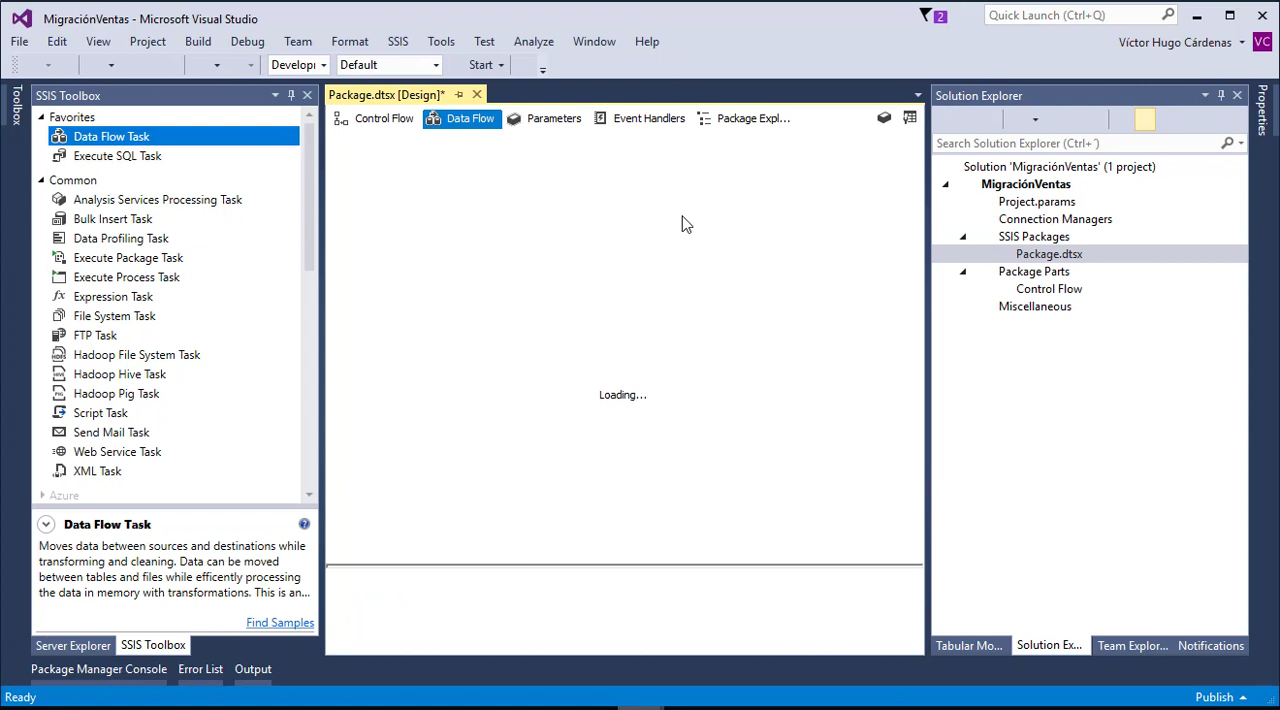 MigraciónVentas - Microsoft Visual Studio
2
Quick Launch (Ctrl+Q)
File Edit View Project Build Debug Team Format SSIS Tools Test Analyze Window Help
Víctor Hugo Cárdenas VC
Developi Default Start
Toolbox
SSIS Toolbox
Favorites
Data Flow Task
Execute SQL Task
Common
Analysis Services Processing Task
Bulk Insert Task
Data Profiling Task
Execute Package Task
Execute Process Task
Expression Task
File System Task
FTP Task
Hadoop File System Task
Hadoop Hive Task
Hadoop Pig Task
Script Task
Send Mail Task
Web Service Task
XML Task
Azure
Data Flow Task
Moves data between sources and destinations while
transforming and cleaning. Data can be moved
between tables and files while efficently processing
the data in memory with transformations. This is an...
Find Samples
Server Explorer SSIS Toolbox
Package.dtsx [Design]*
Control Flow Data Flow Parameters Event Handlers Package Expl...
Loading...
Solution Explorer
Search Solution Explorer (Ctrl+´)
Solution 'MigraciónVentas' (1 project)
MigraciónVentas
Project.params
Connection Managers
SSIS Packages
Package.dtsx
Package Parts
Control Flow
Miscellaneous
Tabular Mo... Solution Ex... Team Explor... Notifications
Properties
Package Manager Console Error List Output
Ready
Publish